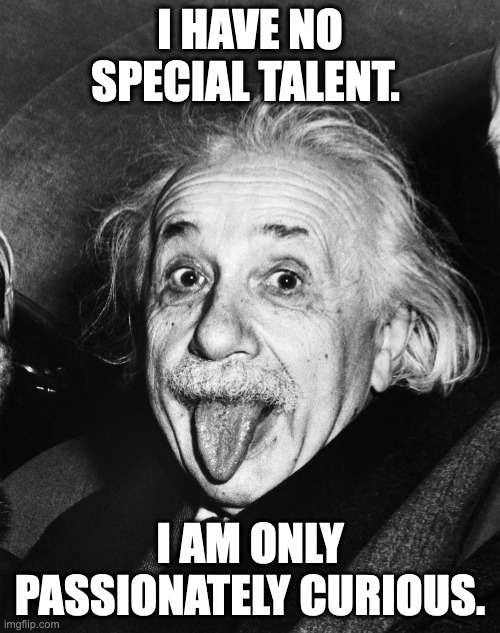 I HAVE NO
SPECIAL TALENT.
I AM ONLY
PASSIONATELY CURIOUS.
imgflip.com